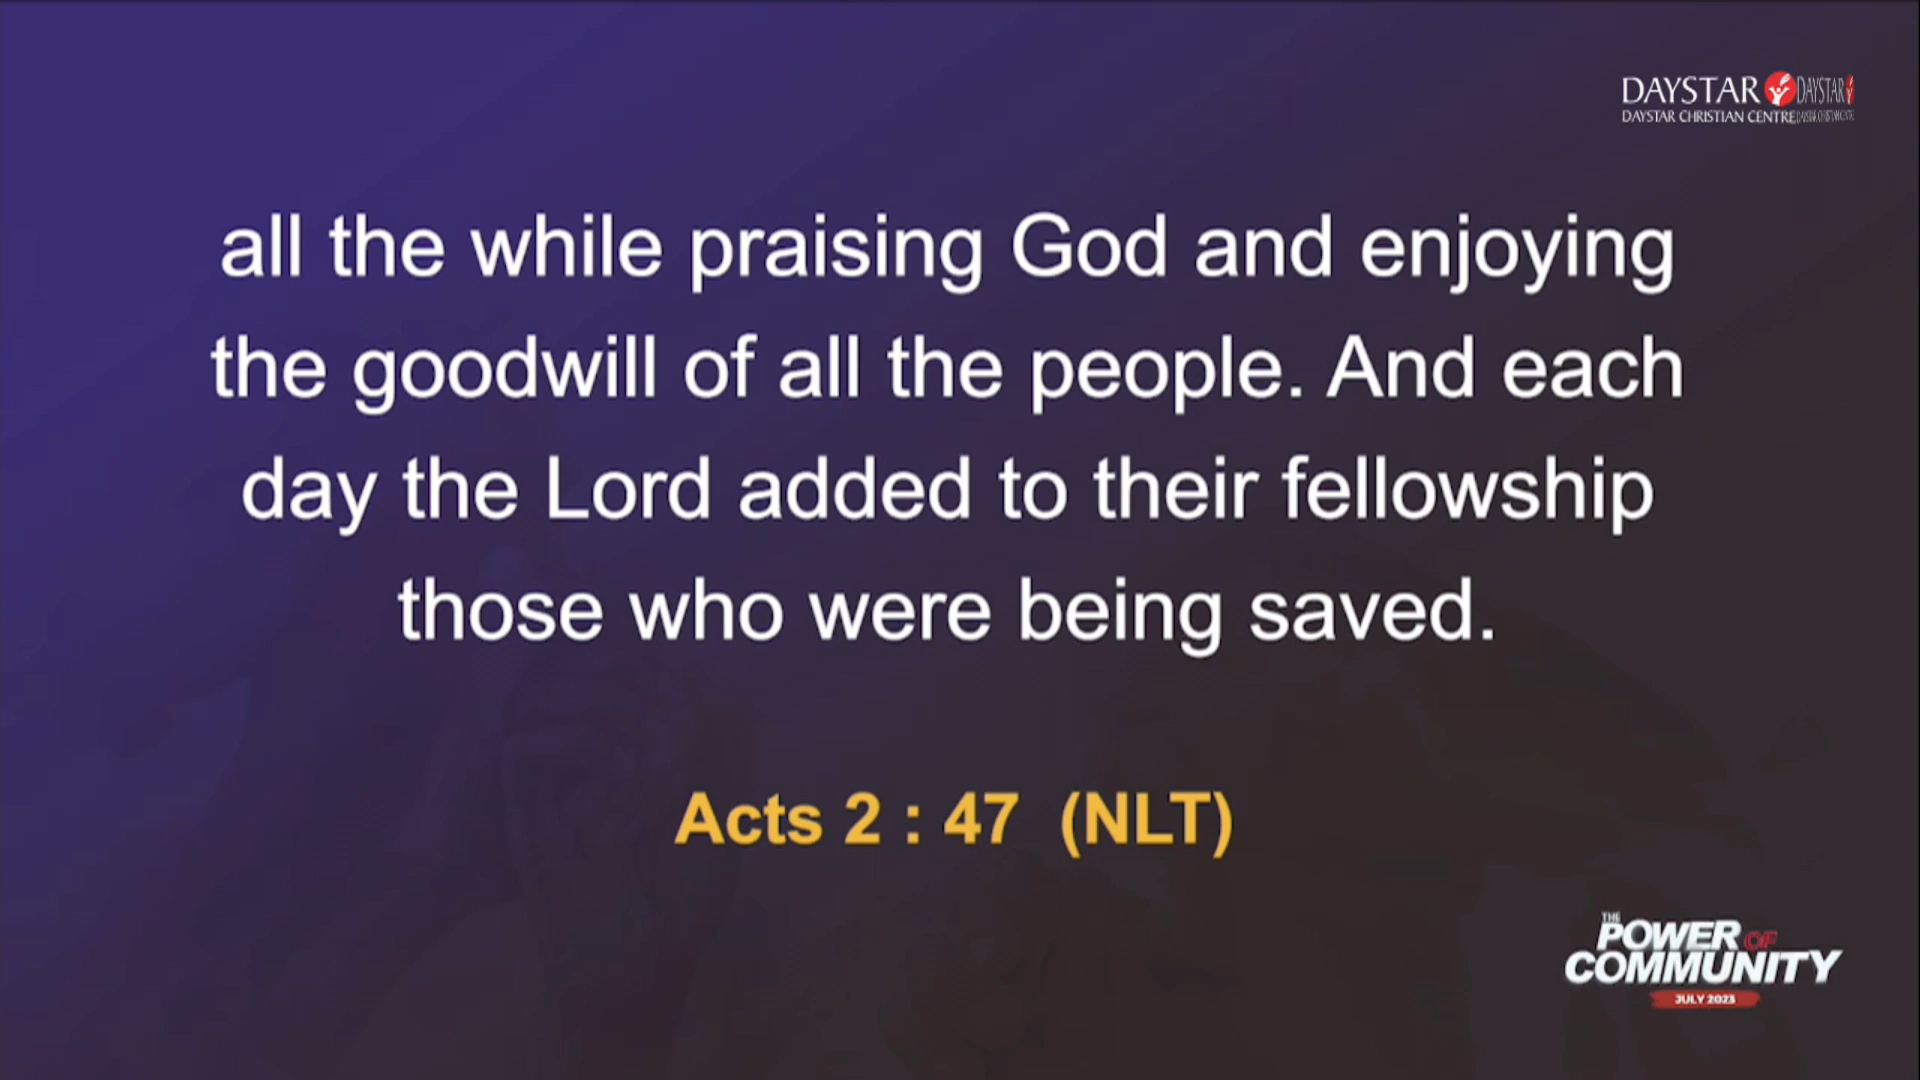 DAYSTAR DAYSTAR
DAYSTAR CHRISTIAN CENTRE
all the while praising God and enjoying
the goodwill of all the people. And each
day the Lord added to their fellowship
those who were being saved.
Acts 2 : 47 (NLT)
THE
POWER OF
COMMUNITY
JULY 2023